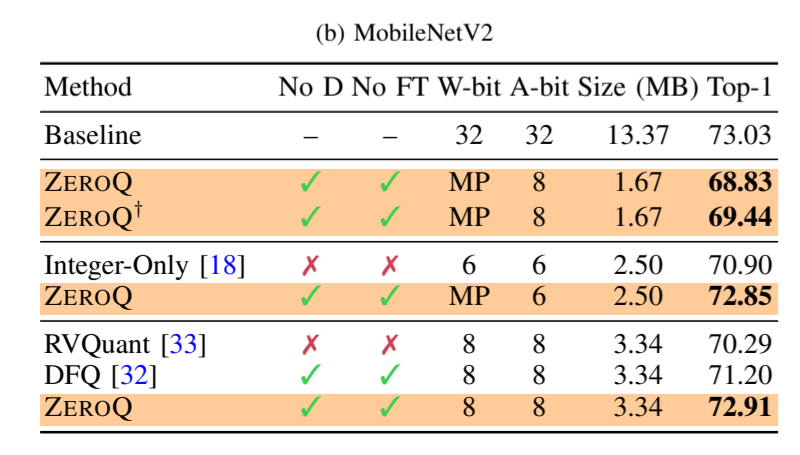 (b) MobileNetV2
Method No D No FT W-bit A-bit Size (MB) Top-1
Baseline – – 32 32 13.37 73.03
ZEROQ ✓ ✓ MP 8 1.67 68.83
ZEROQ† ✓ ✓ MP 8 1.67 69.44
Integer-Only [18] ✗ ✗ 6 6 2.50 70.90
ZEROQ ✓ ✓ MP 6 2.50 72.85
RVQuant [33] ✗ ✗ 8 8 3.34 70.29
DFQ [32] ✓ ✓ 8 8 3.34 71.20
ZEROQ ✓ ✓ 8 8 3.34 72.91